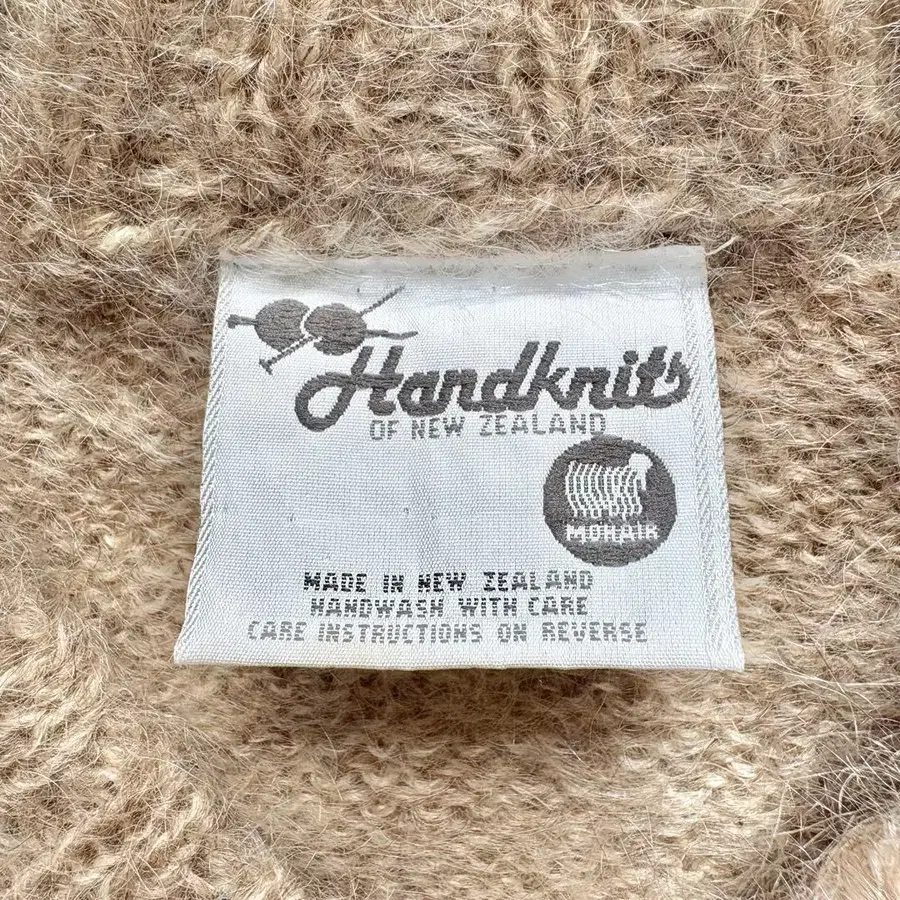 Handknits
OF NEW ZEALAND
MOHAIR
MADE IN NEW ZEALAND
HANDWASH WITH CARE
CARE INSTRUCTIONS ON REVERSE